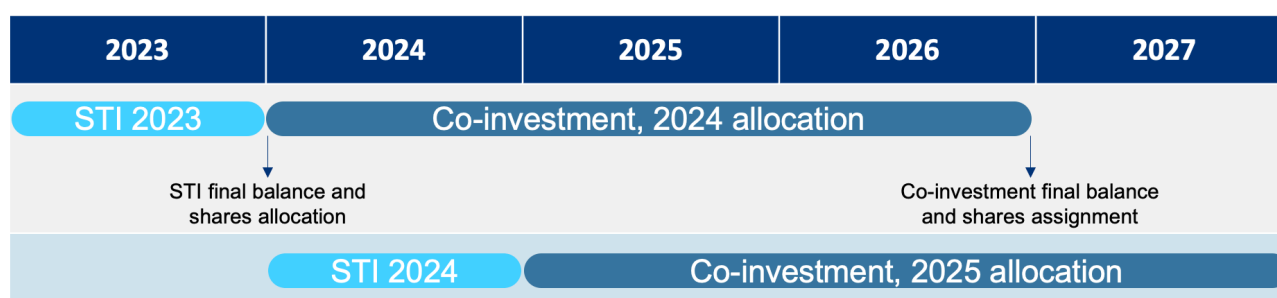 2023 2024 2025 2026 2027
STI 2023 Co-investment, 2024 allocation
STI final balance and
shares allocation
Co-investment final balance
and shares assignment
STI 2024 Co-investment, 2025 allocation